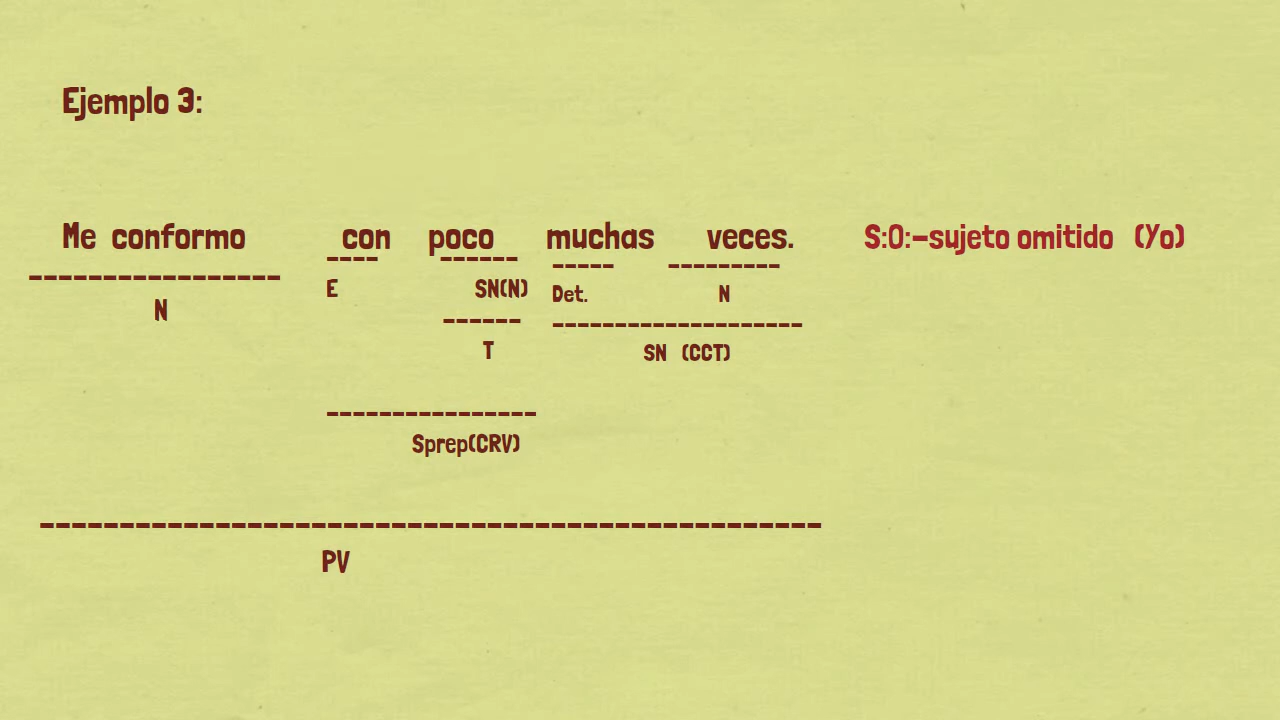 Ejemplo 3:
Me conformo con poco muchas veces. S:O:-sujeto omitido (Yo)
E SN(N) Det. N
N
T SN (CCT)
Sprep(CRV)
PV